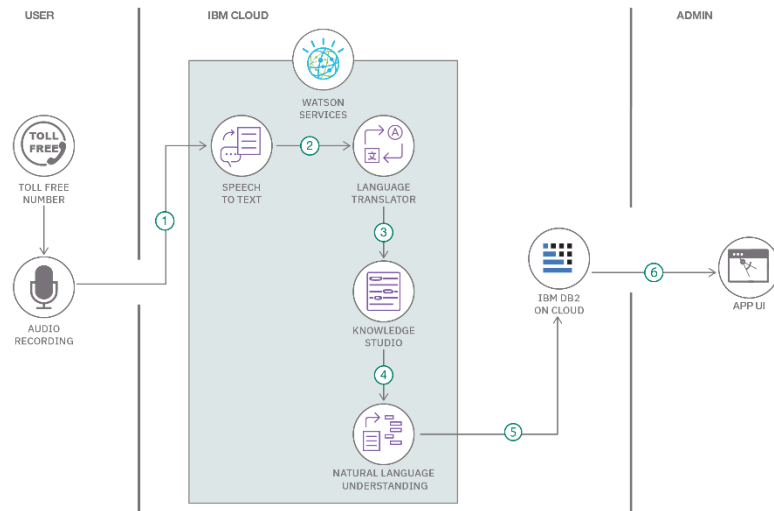 USER
IBM CLOUD
ADMIN
WATSON
SERVICES
TOLL
FREE
TOLL FREE
NUMBER
1
SPEECH
TO TEXT
2
A
文
LANGUAGE
TRANSLATOR
3
AUDIO
RECORDING
KNOWLEDGE
STUDIO
4
NATURAL LANGUAGE
UNDERSTANDING
5
IBM DB2
ON CLOUD
6
APP UI